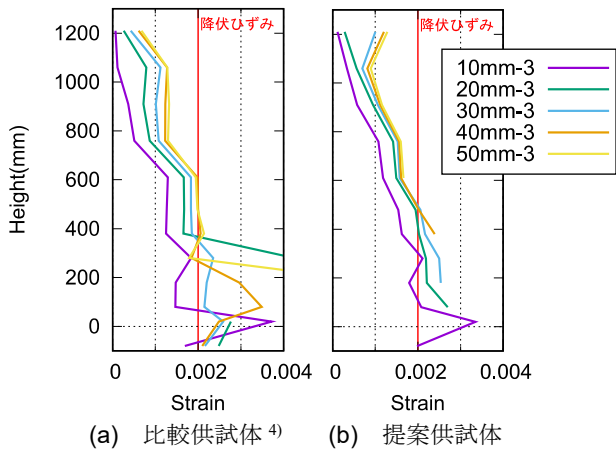 降伏ひずみ
降伏ひずみ
1200
1000
800
600
400
200
0
Height(mm)
10mm-3
20mm-3
30mm-3
40mm-3
50mm-3
0 0.002 0.004
0 0.002 0.004
Strain Strain
(a) 比較供試体 4) (b) 提案供試体